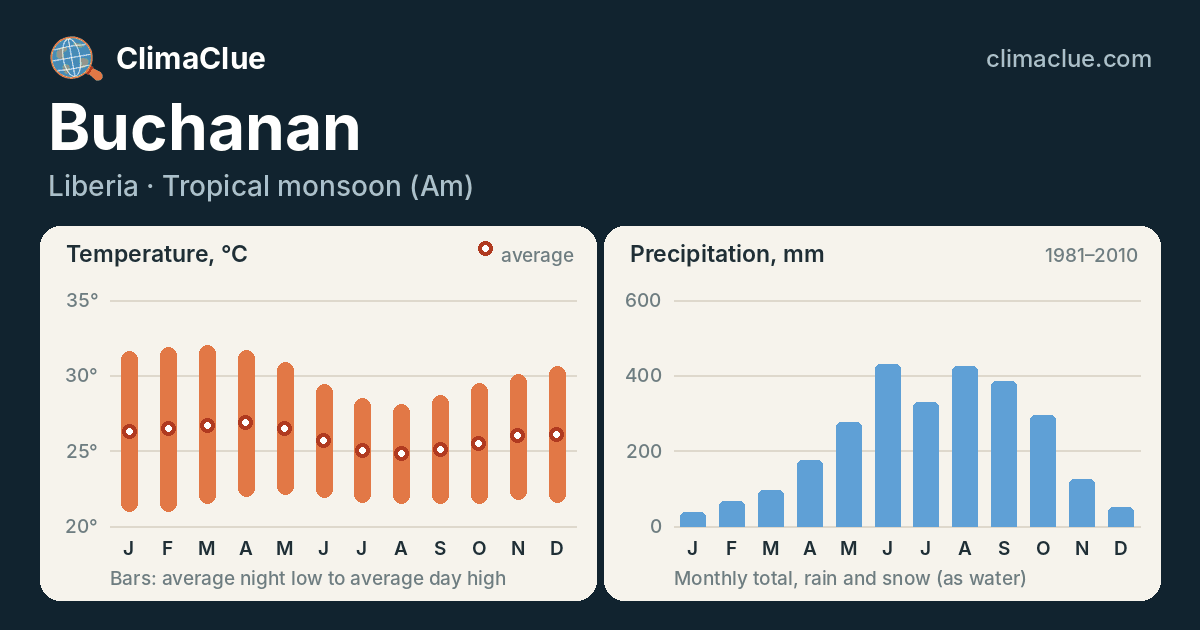 ClimaClue
climaclue.com
Buchanan
Liberia · Tropical monsoon (Am)
Temperature, °C
average
35°
30°
25°
20°
J F M A M J J A S O N D
Bars: average night low to average day high
Precipitation, mm
1981–2010
600
400
200
0
J F M A M J J A S O N D
Monthly total, rain and snow (as water)